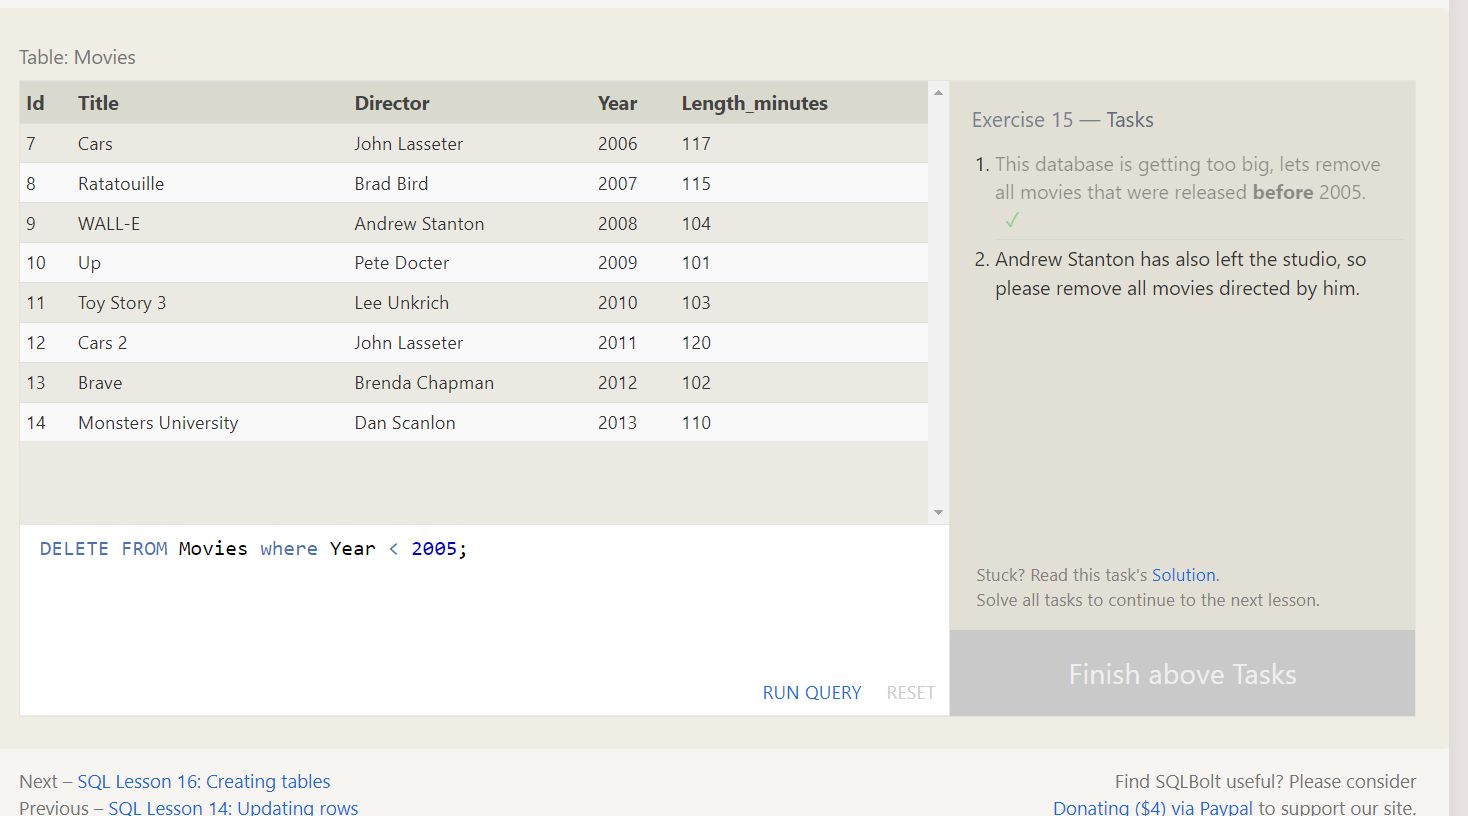 Table: Movies
Id Title Director Year Length_minutes
7 Cars John Lasseter 2006 117
8 Ratatouille Brad Bird 2007 115
9 WALL-E Andrew Stanton 2008 104
10 Up Pete Docter 2009 101
11 Toy Story 3 Lee Unkrich 2010 103
12 Cars 2 John Lasseter 2011 120
13 Brave Brenda Chapman 2012 102
14 Monsters University Dan Scanlon 2013 110
DELETE FROM Movies where Year < 2005;
RUN QUERY RESET
Exercise 15 — Tasks
1. This database is getting too big, lets remove
all movies that were released before 2005.
✓
2. Andrew Stanton has also left the studio, so
please remove all movies directed by him.
Stuck? Read this task's Solution.
Solve all tasks to continue to the next lesson.
Finish above Tasks
Next – SQL Lesson 16: Creating tables
Previous – SQL Lesson 14: Updating rows
Find SQLBolt useful? Please consider
Donating ($4) via Paypal to support our site.